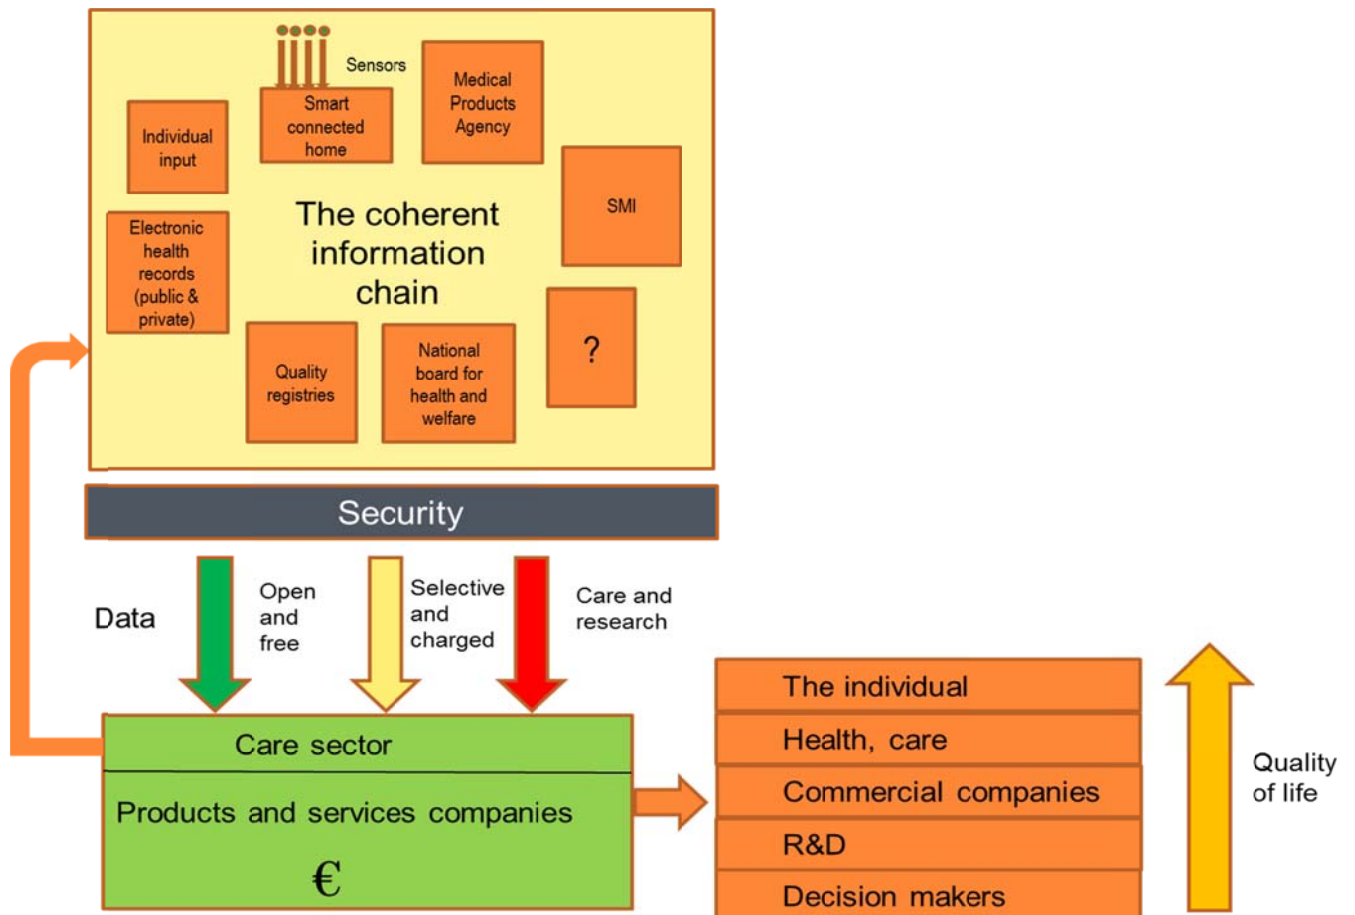 Sensors
Smart
connected
home
Medical
Products
Agency
Individual
input
SMI
The coherent
information
chain
Electronic
health
records
(public &
private)
?
Quality
registries
National
board for
health and
welfare
Security
Data
Open
and
free
Selective
and
charged
Care and
research
Care sector
Products and services companies
€
The individual
Health, care
Commercial companies
R&D
Decision makers
Quality
of life